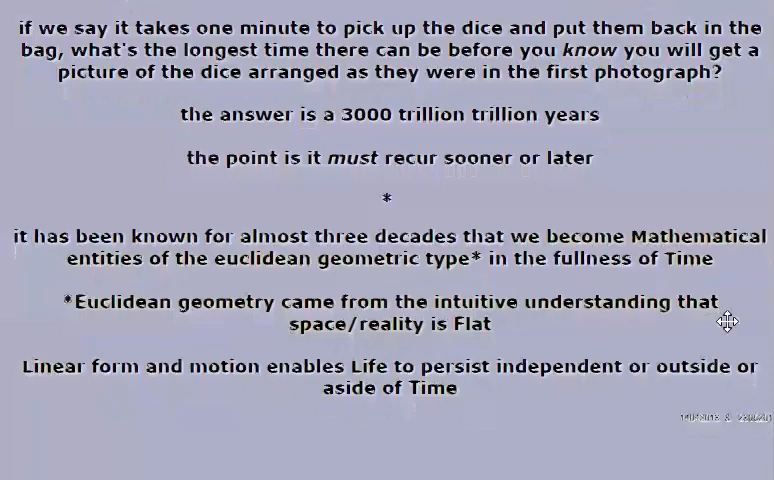 if we say it takes one minute to pick up the dice and put them back in the
bag, what's the longest time there can be before you know you will get a
picture of the dice arranged as they were in the first photograph?
the answer is a 3000 trillion trillion years
the point is it must recur sooner or later
*
it has been known for almost three decades that we become Mathematical
entities of the euclidean geometric type* in the fullness of Time
*Euclidean geometry came from the intuitive understanding that
space/reality is Flat
Linear form and motion enables Life to persist independent or outside or
aside of Time